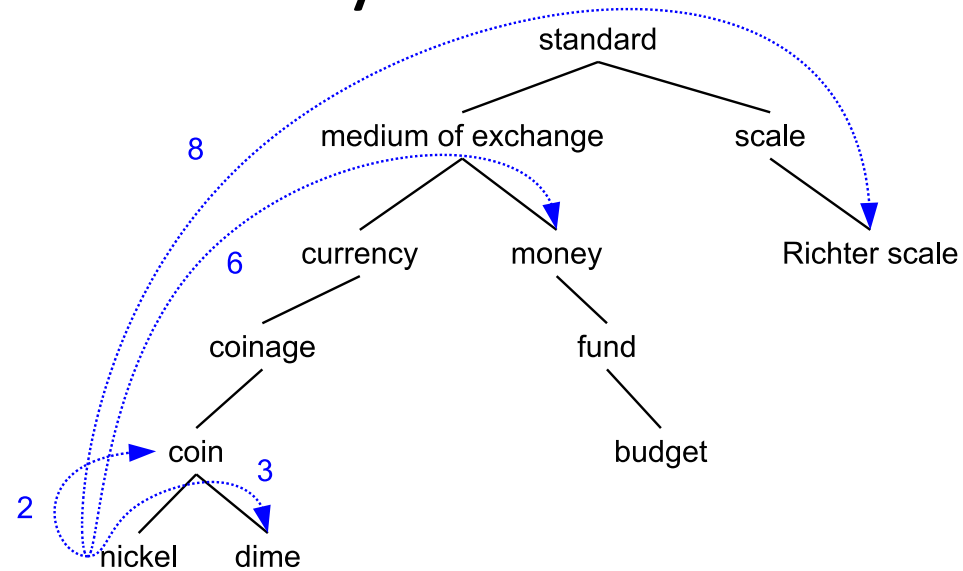 standard
8
medium of exchange
scale
6
currency
money
Richter scale
coinage
fund
coin
3
budget
2
nickel
dime